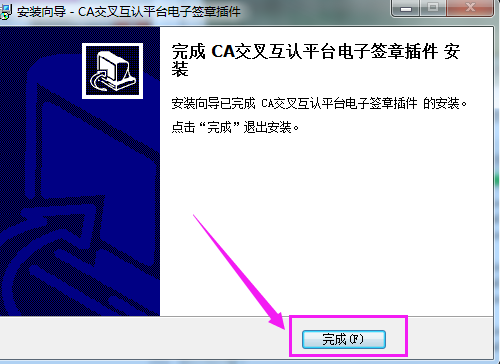 安装向导 - CA交叉互认平台电子签章插件
完成 CA交叉互认平台电子签章插件 安
装
安装向导已完成 CA交叉互认平台电子签章插件 的安装。
点击“完成”退出安装。
完成(F)